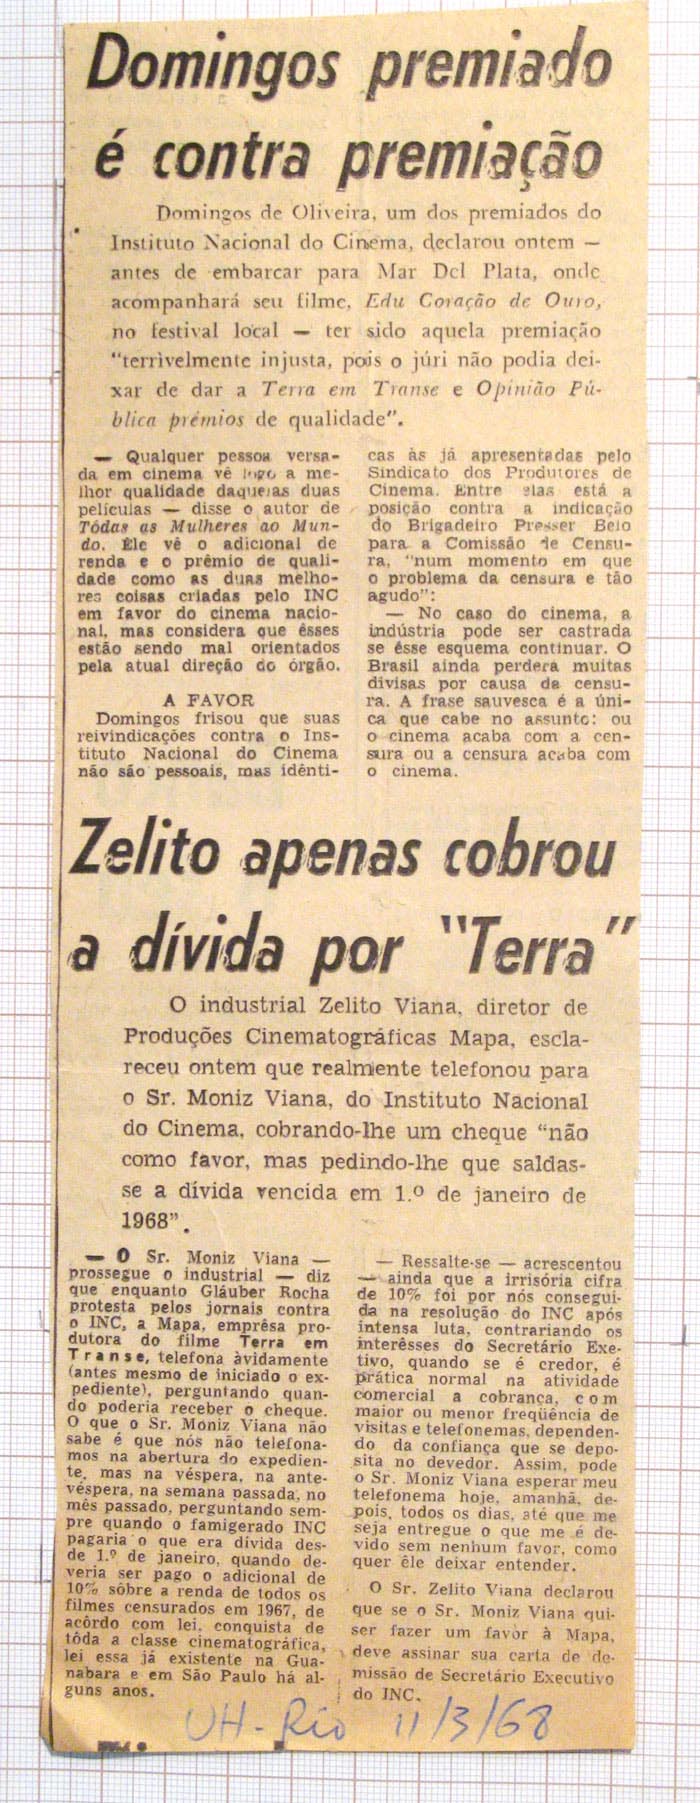 Domingos premiado
é contra premiação
Domingos de Oliveira, um dos premiados do
Instituto Nacional do Cinema, declarou ontem —
antes de embarcar para Mar Del Plata, onde
acompanhará seu filme, Edu Coração de Ouro,
no festival local — ter sido aquela premiação
"terrìvelmente injusta, pois o júri não podia dei-
xar de dar a Terra em Transe e Opinião Pú-
blica prêmios de qualidade".
— Qualquer pessoa versa-
da em cinema vê logo a me-
lhor qualidade daquelas duas
películas — disse o autor de
Tôdas as Mulheres ao Mun-
do. Êle vê o adicional de
renda e o prêmio de quali-
dade como as duas melho-
res coisas criadas pelo INC
em favor do cinema nacio-
nal, mas considera que êsses
estão sendo mal orientados
pela atual direção do órgão.
A FAVOR
Domingos frisou que suas
reivindicações contra o Ins-
tituto Nacional do Cinema
não são pessoais, mas idênti-
cas às já apresentadas pelo
Sindicato dos Produtores de
Cinema. Entre elas está a
posição contra a indicação
do Brigadeiro Presser Belo
para a Comissão de Censu-
ra, "num momento em que
o problema da censura e tão
agudo":
— No caso do cinema, a
indústria pode ser castrada
se êsse esquema continuar. O
Brasil ainda perderá muitas
divisas por causa da censu-
ra. A frase sauvesca é a úni-
ca que cabe no assunto: ou
o cinema acaba com a cen-
sura ou a censura acaba com
o cinema.
Zelito apenas cobrou
a dívida por "Terra"
O industrial Zelito Viana, diretor de
Produções Cinematográficas Mapa, escla-
receu ontem que realmente telefonou para
o Sr. Moniz Viana, do Instituto Nacional
do Cinema, cobrando-lhe um cheque "não
como favor, mas pedindo-lhe que saldas-
se a dívida vencida em 1.º de janeiro de
1968".
— O Sr. Moniz Viana —
prossegue o industrial — diz
que enquanto Gláuber Rocha
protesta pelos jornais contra
o INC, a Mapa, emprêsa pro-
dutora do filme Terra em
Transe, telefona àvidamente
(antes mesmo de iniciado o ex-
pediente), perguntando quan-
do poderia receber o cheque.
O que o Sr. Moniz Viana não
sabe é que nós não telefona-
mos na abertura do expedien-
te, mas na véspera, na ante-
véspera, na semana passada, no
mês passado, perguntando sem-
pre quando o famigerado INC
pagaria o que era dívida des-
de 1.º de janeiro, quando de-
veria ser pago o adicional de
10% sôbre a renda de todos os
filmes censurados em 1967, de
acôrdo com lei, conquista de
tôda a classe cinematográfica,
lei essa já existente na Gua-
nabara e em São Paulo há al-
guns anos.
— Ressalte-se — acrescentou
— ainda que a irrisória cifra
de 10% foi por nós consegui-
da na resolução do INC após
intensa luta, contrariando os
interêsses do Secretário Exe-
tivo, quando se é credor, é
prática normal na atividade
comercial a cobrança, com
maior ou menor freqüência de
visitas e telefonemas, dependen-
do da confiança que se depo-
sita no devedor. Assim, pode
o Sr. Moniz Viana esperar meu
telefonema hoje, amanhã, de-
pois, todos os dias, até que me
seja entregue o que me é de-
vido sem nenhum favor, como
quer êle deixar entender.
O Sr. Zelito Viana declarou
que se o Sr. Moniz Viana qui-
ser fazer um favor à Mapa,
deve assinar sua carta de de-
missão de Secretário Executivo
do INC.
UH-Rio 11/3/68